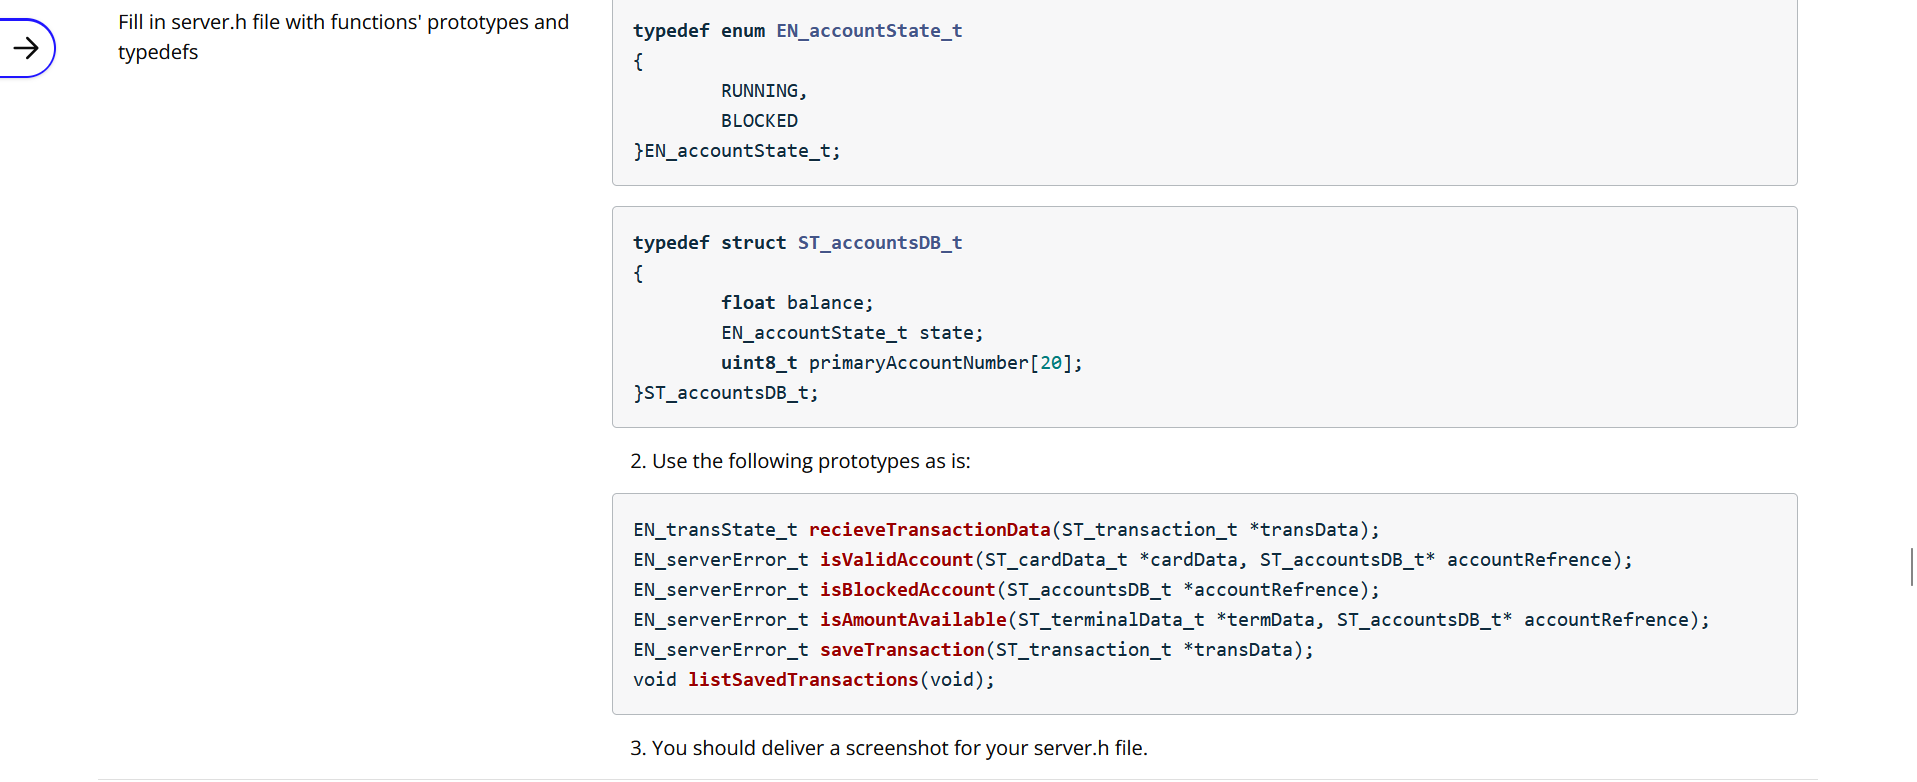 Fill in server.h file with functions' prototypes and
typedefs
typedef enum EN_accountState_t
{
RUNNING,
BLOCKED
}EN_accountState_t;
typedef struct ST_accountsDB_t
{
float balance;
EN_accountState_t state;
uint8_t primaryAccountNumber[20];
}ST_accountsDB_t;
2. Use the following prototypes as is:
EN_transState_t recieveTransactionData(ST_transaction_t *transData);
EN_serverError_t isValidAccount(ST_cardData_t *cardData, ST_accountsDB_t* accountRefrence);
EN_serverError_t isBlockedAccount(ST_accountsDB_t *accountRefrence);
EN_serverError_t isAmountAvailable(ST_terminalData_t *termData, ST_accountsDB_t* accountRefrence);
EN_serverError_t saveTransaction(ST_transaction_t *transData);
void listSavedTransactions(void);
3. You should deliver a screenshot for your server.h file.